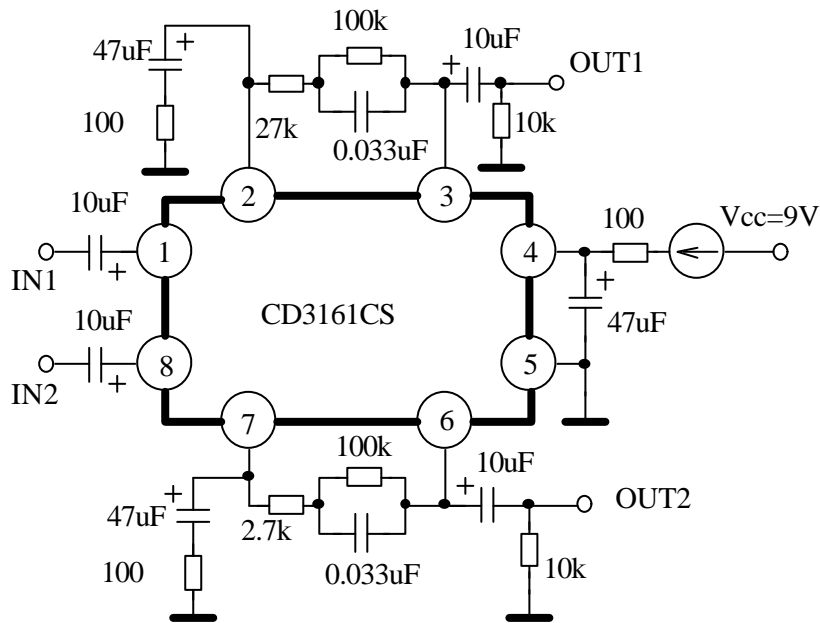 100k
47uF
+
+
10uF
OUT1
100
27k
10k
0.033uF
2
3
10uF
100
Vcc=9V
1
4
IN1
+
+
CD3161CS
47uF
10uF
8
5
IN2
+
7
6
100k
10uF
+
+
OUT2
47uF
2.7k
100
0.033uF
10k